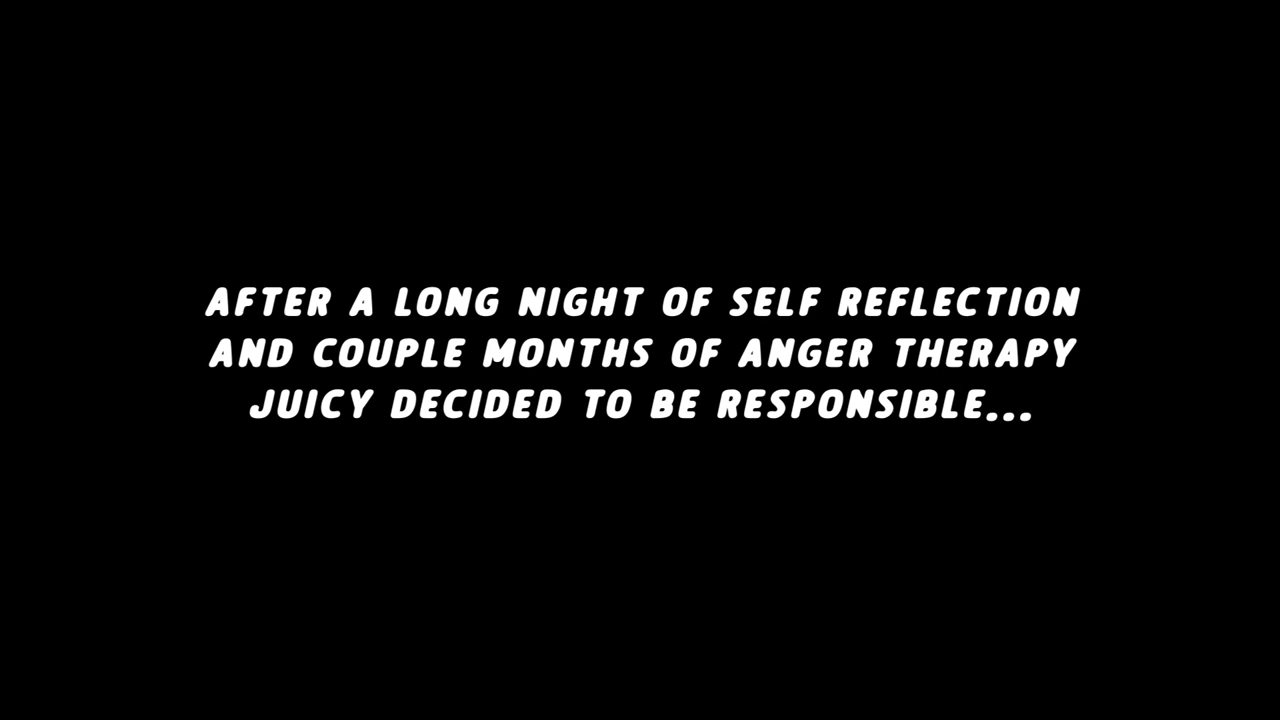 AFTER A LONG NIGHT OF SELF REFLECTION
AND COUPLE MONTHS OF ANGER THERAPY
JUICY DECIDED TO BE RESPONSIBLE...